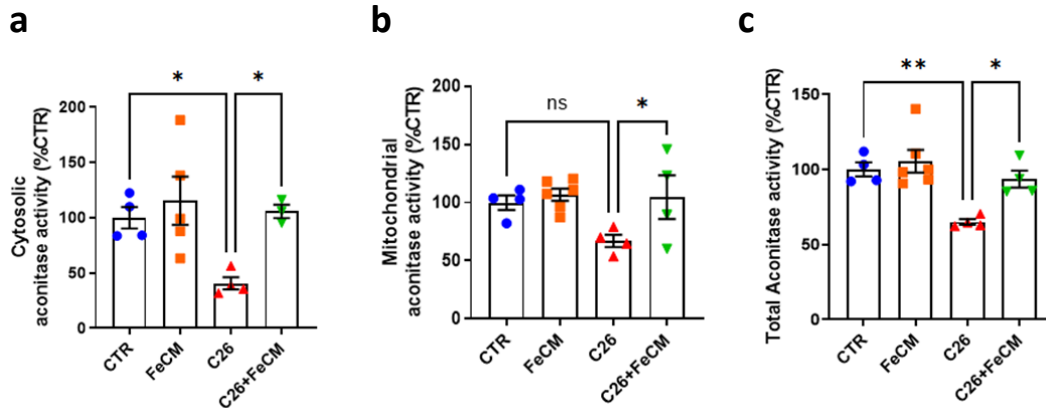 a
b
c
*
*
Cytosolic
aconitase activity (%CTR)
200
150
100
50
0
CTR
FeCM
C26
C26+FeCM
ns
*
Mitochondrial
aconitase activity (%CTR)
200
150
100
50
0
CTR
FeCM
C26
C26+FeCM
**
*
Total Aconitase activity (%CTR)
150
100
50
0
CTR
FeCM
C26
C26+FeCM